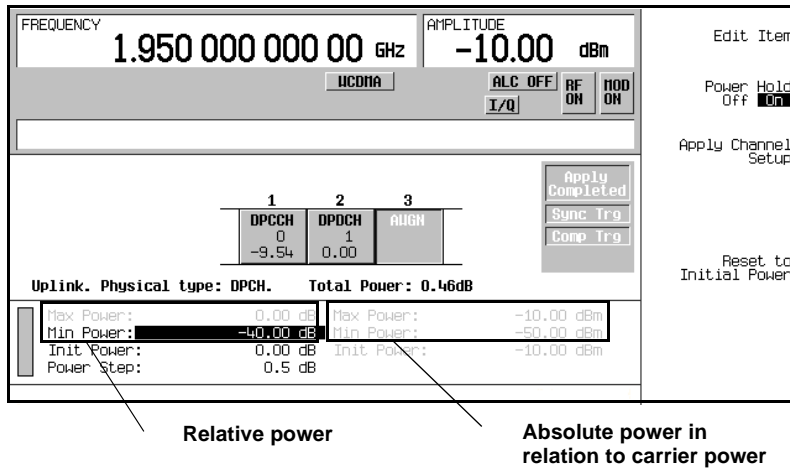 FREQUENCY
1.950 000 000 00 GHz
AMPLITUDE
-10.00 dBm
WCDMA
ALC OFF
I/Q
RF ON
MOD ON
Edit Item
Power Hold
Off On
Apply Channel
Setup
Reset to
Initial Power
1 2 3
DPCCH DPDCH AWGN
0 1
-9.54 0.00
Apply
Completed
Sync Trg
Comp Trg
Uplink. Physical type: DPCH. Total Power: 0.46dB
Max Power: 0.00 dB Max Power: -10.00 dBm
Min Power: -40.00 dB Min Power: -50.00 dBm
Init Power: 0.00 dB Init Power: -10.00 dBm
Power Step: 0.5 dB
Relative power
Absolute power in
relation to carrier power